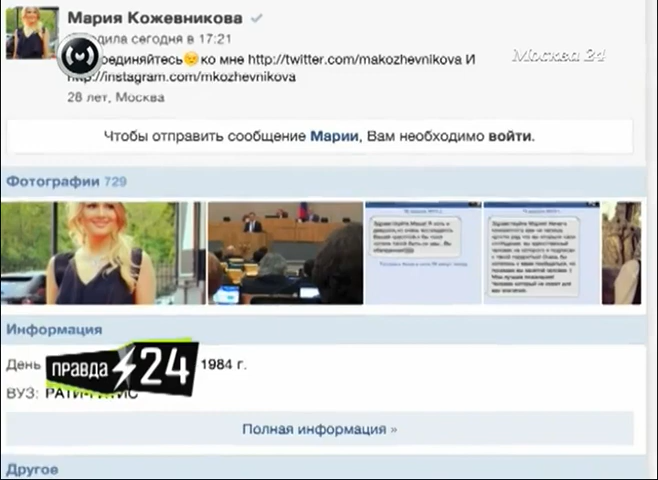 Мария Кожевникова
Москва 24
дила сегодня в 17:21
оединяйтесь ко мне http://twitter.com/makozhevnikova И
http://instagram.com/mkozhevnikova
28 лет, Москва
Чтобы отправить сообщение Марии, Вам необходимо войти.
Фотографии 729
Информация
День 1984 г.
ПРАВДА 24
ВУЗ:
Полная информация »
Другое